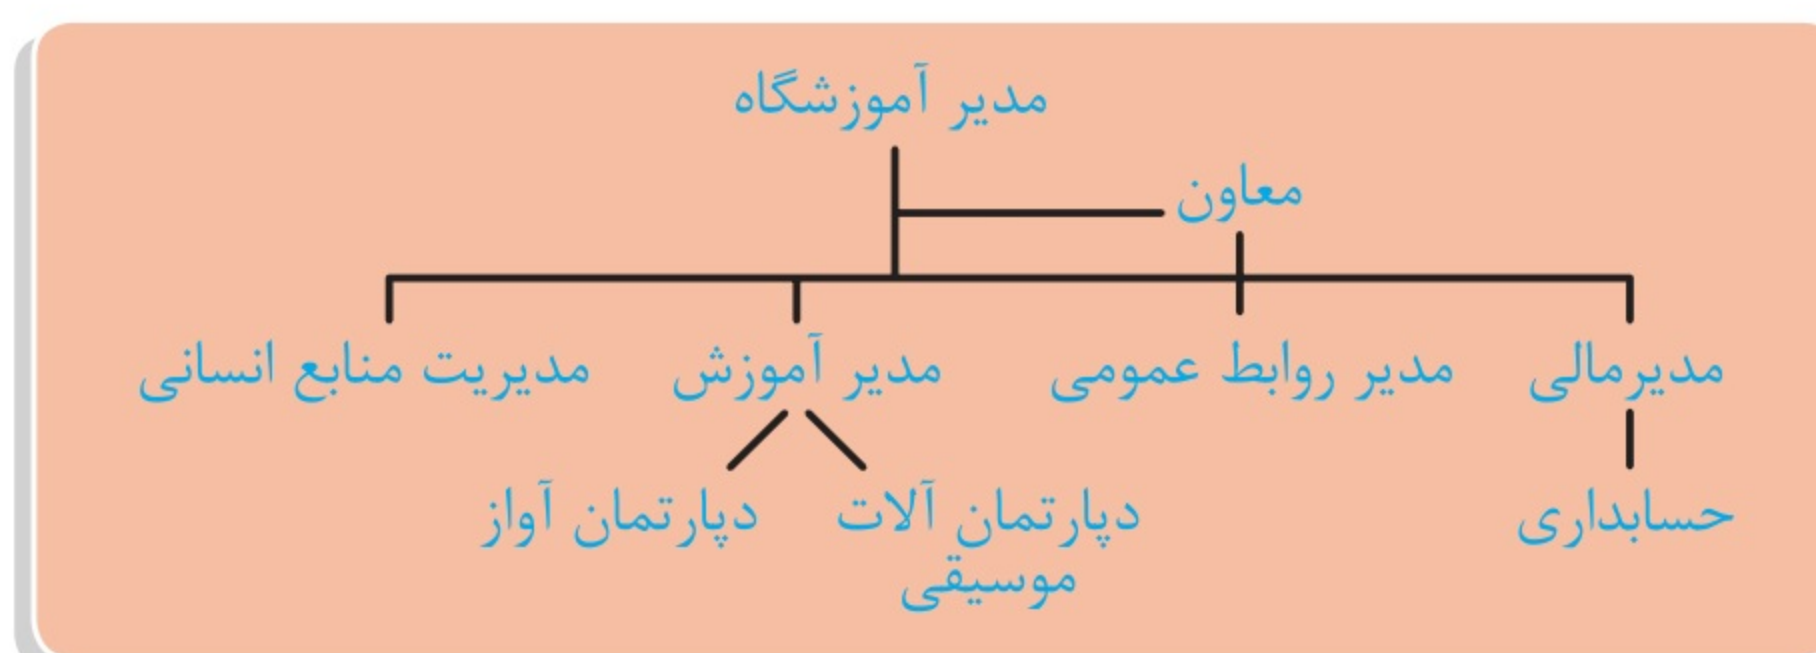 مدیر آموزشگاه
معاون
مدیرمالی
مدیر روابط عمومی
مدیر آموزش
مدیریت منابع انسانی
حسابداری
دپارتمان آلات
موسیقی
دپارتمان آواز